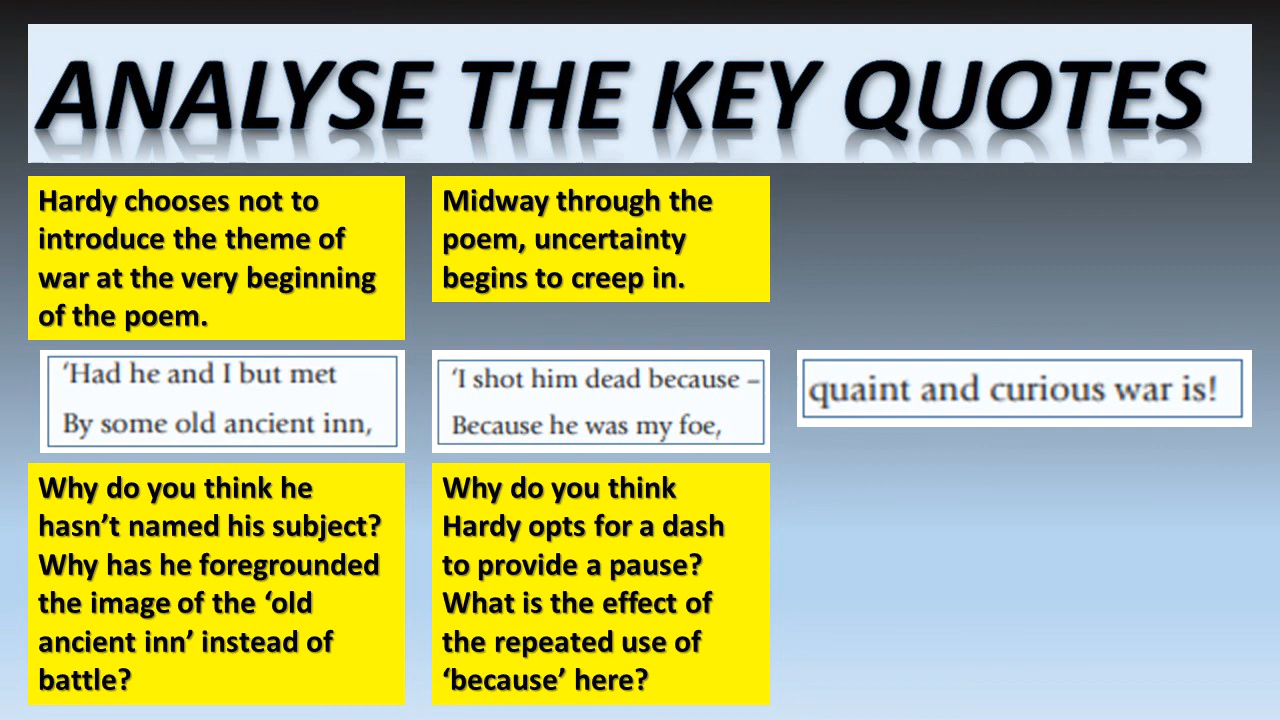 ANALYSE THE KEY QUOTES
Hardy chooses not to
introduce the theme of
war at the very beginning
of the poem.
‘Had he and I but met
By some old ancient inn,
Why do you think he
hasn’t named his subject?
Why has he foregrounded
the image of the ‘old
ancient inn’ instead of
battle?
Midway through the
poem, uncertainty
begins to creep in.
‘I shot him dead because –
Because he was my foe,
Why do you think
Hardy opts for a dash
to provide a pause?
What is the effect of
the repeated use of
‘because’ here?
quaint and curious war is!